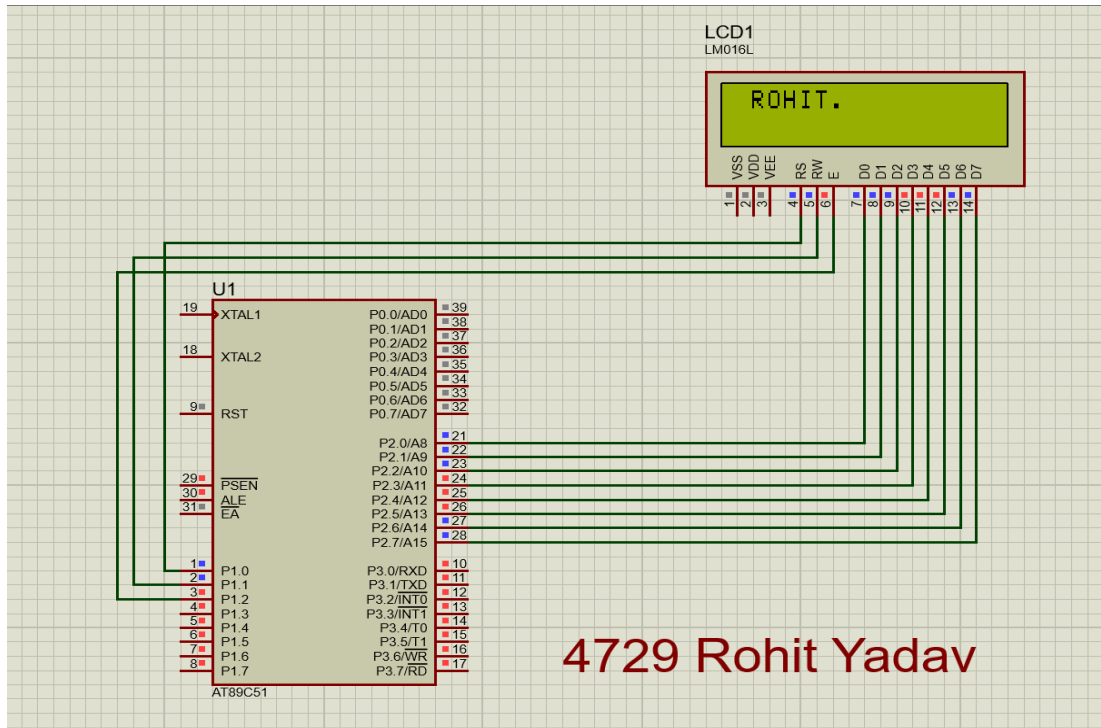 LCD1
LM016L
ROHIT.
VSS VDD VEE RS RW E D0 D1 D2 D3 D4 D5 D6 D7
1 2 3 4 5 6 7 8 9 10 11 12 13 14
U1
19 XTAL1 P0.0/AD0 39
P0.1/AD1 38
P0.2/AD2 37
18 XTAL2 P0.3/AD3 36
P0.4/AD4 35
P0.5/AD5 34
P0.6/AD6 33
9 RST P0.7/AD7 32
P2.0/A8 21
P2.1/A9 22
P2.2/A10 23
29 PSEN P2.3/A11 24
30 ALE P2.4/A12 25
31 EA P2.5/A13 26
P2.6/A14 27
P2.7/A15 28
1 P1.0 P3.0/RXD 10
2 P1.1 P3.1/TXD 11
3 P1.2 P3.2/INT0 12
4 P1.3 P3.3/INT1 13
5 P1.4 P3.4/T0 14
6 P1.5 P3.5/T1 15
7 P1.6 P3.6/WR 16
8 P1.7 P3.7/RD 17
AT89C51
4729 Rohit Yadav